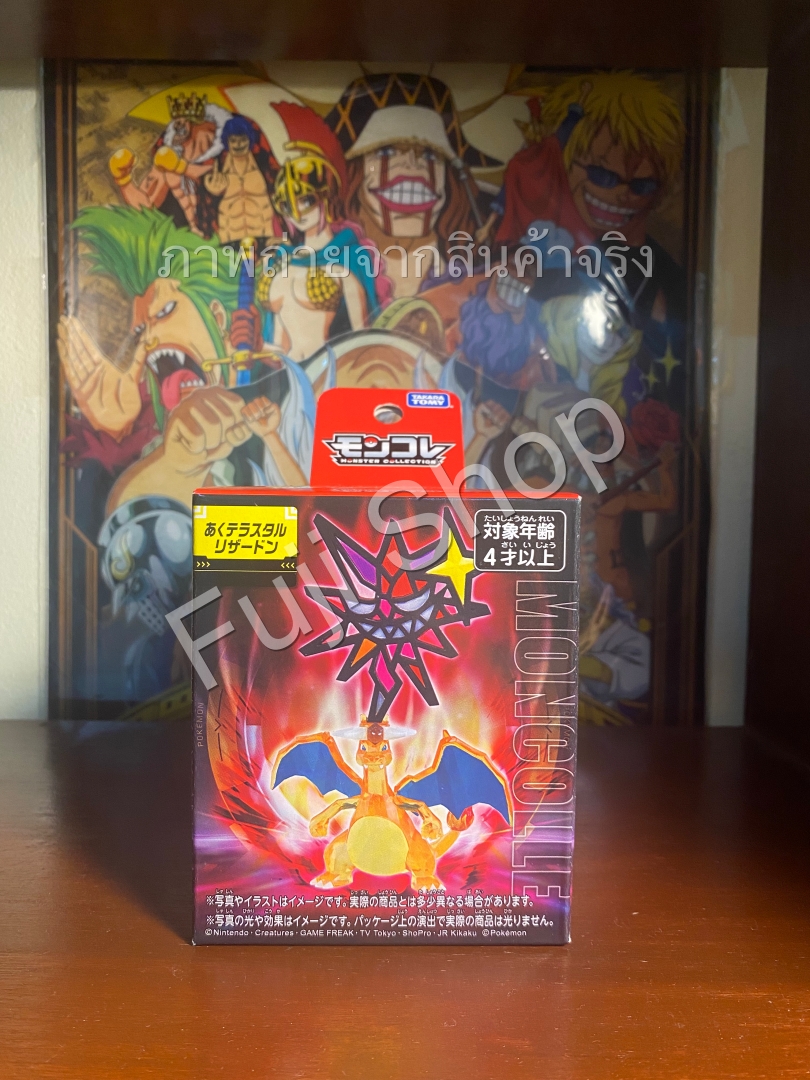 ภาพถ่ายจากสินค้าจริง
TAKARA
TOMY
モンコレ
MONSTER COLLECTION
Fuji Shop
あくテラスタル
リザードン
たいしょうねんれい
対象年齢
さい いじょう
4才以上
MONCOLLE
POKÉMON
※写真やイラストはイメージです。実際の商品とは多少異なる場合があります。
※写真の光や効果はイメージです。パッケージ上の演出で実際の商品は光りません。
©Nintendo・Creatures・GAME FREAK・TV Tokyo・ShoPro・JR Kikaku ©Pokémon